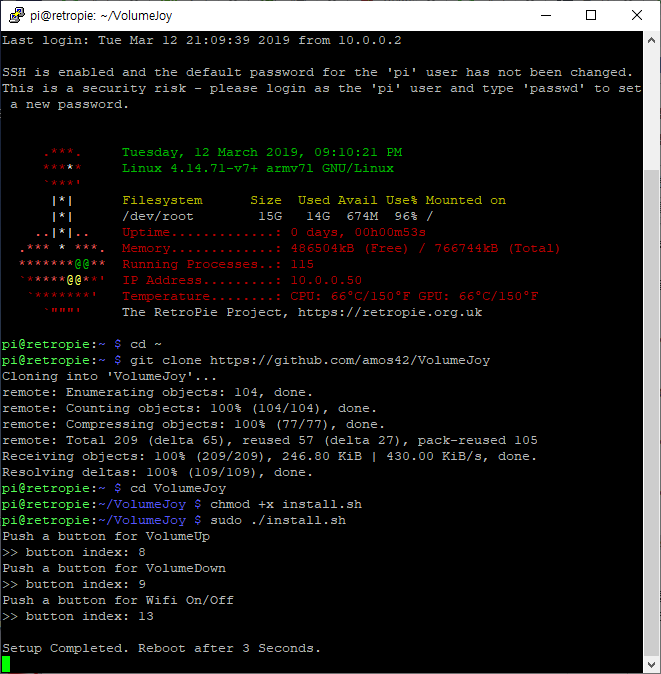 pi@retropie: ~/VolumeJoy
Last login: Tue Mar 12 21:09:39 2019 from 10.0.0.2
SSH is enabled and the default password for the 'pi' user has not been changed.
This is a security risk - please login as the 'pi' user and type 'passwd' to set
 a new password.
     .***.     Tuesday, 12 March 2019, 09:10:21 PM
     *****     Linux 4.14.71-v7+ armv7l GNU/Linux
     `***'
      |*|      Filesystem      Size  Used Avail Use% Mounted on
      |*|      /dev/root        15G   14G  674M  96% /
    ..|*|..    Uptime.............: 0 days, 00h00m53s
  .*** * ***.  Memory.............: 486504kB (Free) / 766744kB (Total)
  *******@@**  Running Processes..: 115
  `*****@@**'  IP Address.........: 10.0.0.50
   `*******'   Temperature........: CPU: 66°C/150°F GPU: 66°C/150°F
     `"""'     The RetroPie Project, https://retropie.org.uk
pi@retropie:~ $ cd ~
pi@retropie:~ $ git clone https://github.com/amos42/VolumeJoy
Cloning into 'VolumeJoy'...
remote: Enumerating objects: 104, done.
remote: Counting objects: 100% (104/104), done.
remote: Compressing objects: 100% (77/77), done.
remote: Total 209 (delta 65), reused 57 (delta 27), pack-reused 105
Receiving objects: 100% (209/209), 246.80 KiB | 430.00 KiB/s, done.
Resolving deltas: 100% (109/109), done.
pi@retropie:~ $ cd VolumeJoy
pi@retropie:~/VolumeJoy $ chmod +x install.sh
pi@retropie:~/VolumeJoy $ sudo ./install.sh
Push a button for VolumeUp
>> button index: 8
Push a button for VolumeDown
>> button index: 9
Push a button for Wifi On/Off
>> button index: 13
Setup Completed. Reboot after 3 Seconds.